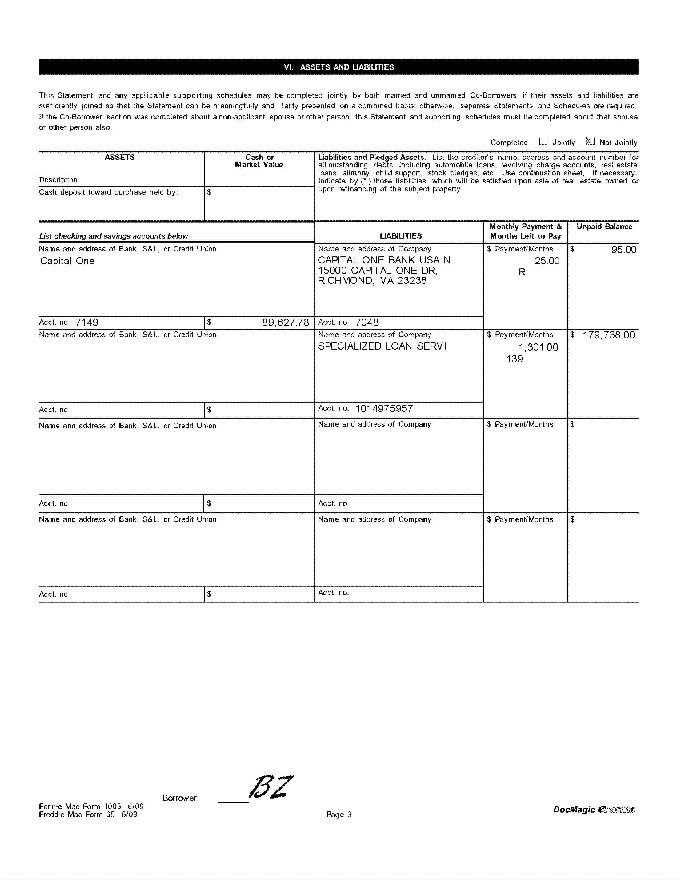 VI. ASSETS AND LIABILITIES
This Statement and any applicable supporting schedules may be completed jointly by both married and unmarried Co-Borrowers if their assets and liabilities are
sufficiently joined so that the Statement can be meaningfully and fairly presented on a combined basis; otherwise, separate Statements and Schedules are required.
If the Co-Borrower section was completed about a non-applicant spouse or other person, this Statement and supporting schedules must be completed about that spouse
or other person also.
Completed Jointly X Not Jointly
ASSETS
Cash or
Market Value
Description
Liabilities and Pledged Assets. List the creditor's name, address and account number for
all outstanding debts, including automobile loans, revolving charge accounts, real estate
loans, alimony, child support, stock pledges, etc. Use continuation sheet, if necessary.
Indicate by (*) those liabilities, which will be satisfied upon sale of real estate owned or
upon refinancing of the subject property.
Cash deposit toward purchase held by: $
List checking and savings accounts below
LIABILITIES
Monthly Payment &
Months Left to Pay
Unpaid Balance
Name and address of Bank, S&L, or Credit Union
Capital One
Acct. no. 7149 $ 89,627.78
Name and address of Company
CAPITAL ONE BANK USA N
15000 CAPITAL ONE DR,
RICHMOND, VA 23238
Acct. no. 7048
$ Payment/Months
25.00
R
$ 95.00
Name and address of Bank, S&L, or Credit Union
Acct. no. $
Name and address of Company
SPECIALIZED LOAN SERVI
Acct. no. 1014975957
$ Payment/Months
1,301.00
139
$ 179,738.00
Name and address of Bank, S&L, or Credit Union
Acct. no. $
Name and address of Company
Acct. no.
$ Payment/Months
$
Name and address of Bank, S&L, or Credit Union
Acct. no. $
Name and address of Company
Acct. no.
$ Payment/Months
$
Borrower BZ
Fannie Mae Form 1003 6/09
Freddie Mac Form 65 6/09
Page 3
DocMagic